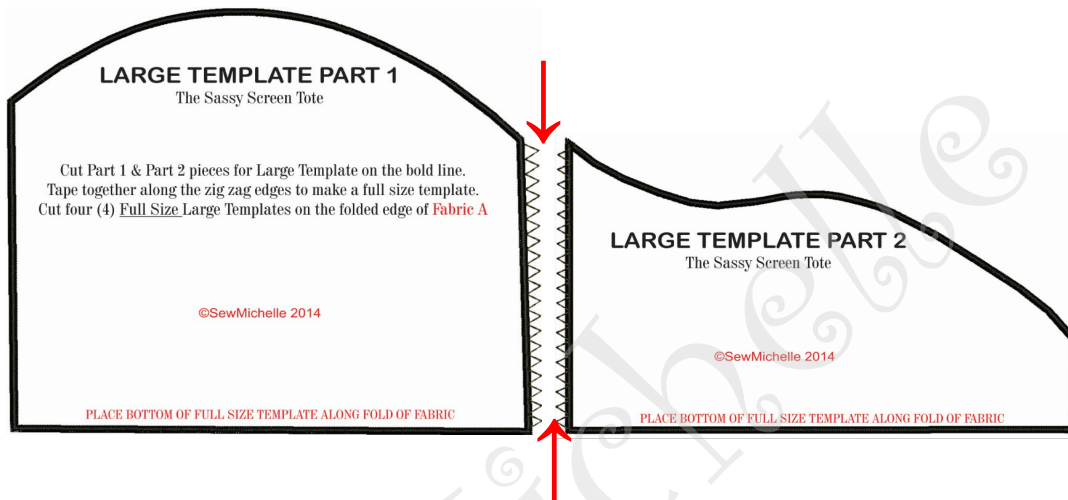 LARGE TEMPLATE PART 1
The Sassy Screen Tote
Cut Part 1 & Part 2 pieces for Large Template on the bold line.
Tape together along the zig zag edges to make a full size template.
Cut four (4) Full Size Large Templates on the folded edge of Fabric A
©SewMichelle 2014
PLACE BOTTOM OF FULL SIZE TEMPLATE ALONG FOLD OF FABRIC
LARGE TEMPLATE PART 2
The Sassy Screen Tote
©SewMichelle 2014
PLACE BOTTOM OF FULL SIZE TEMPLATE ALONG FOLD OF FABRIC